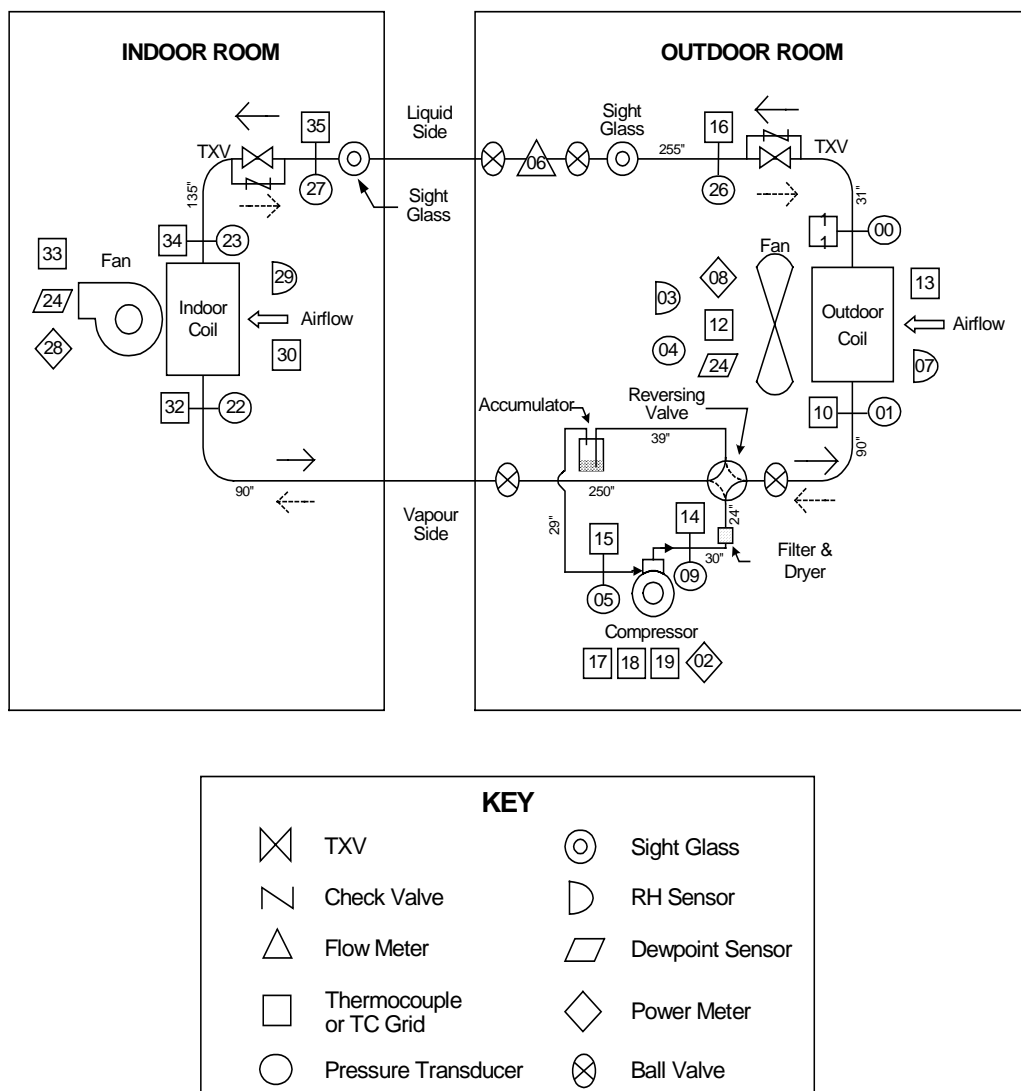 INDOOR ROOM
OUTDOOR ROOM
35
Liquid
Side
Sight
Glass
16
TXV
06
255"
TXV
27
26
135"
Sight
Glass
31"
34
23
1
1
00
33
Fan
29
Fan
08
13
24
Indoor
Coil
Airflow
03
12
Outdoor
Coil
Airflow
28
30
04
24
07
32
22
Accumulator
Reversing
Valve
10
01
39"
90"
90"
250"
Vapour
Side
29"
15
14
24"
05
09
30"
Filter &
Dryer
Compressor
17
18
19
02
KEY
TXV
Sight Glass
Check Valve
RH Sensor
Flow Meter
Dewpoint Sensor
Thermocouple
or TC Grid
Power Meter
Pressure Transducer
Ball Valve